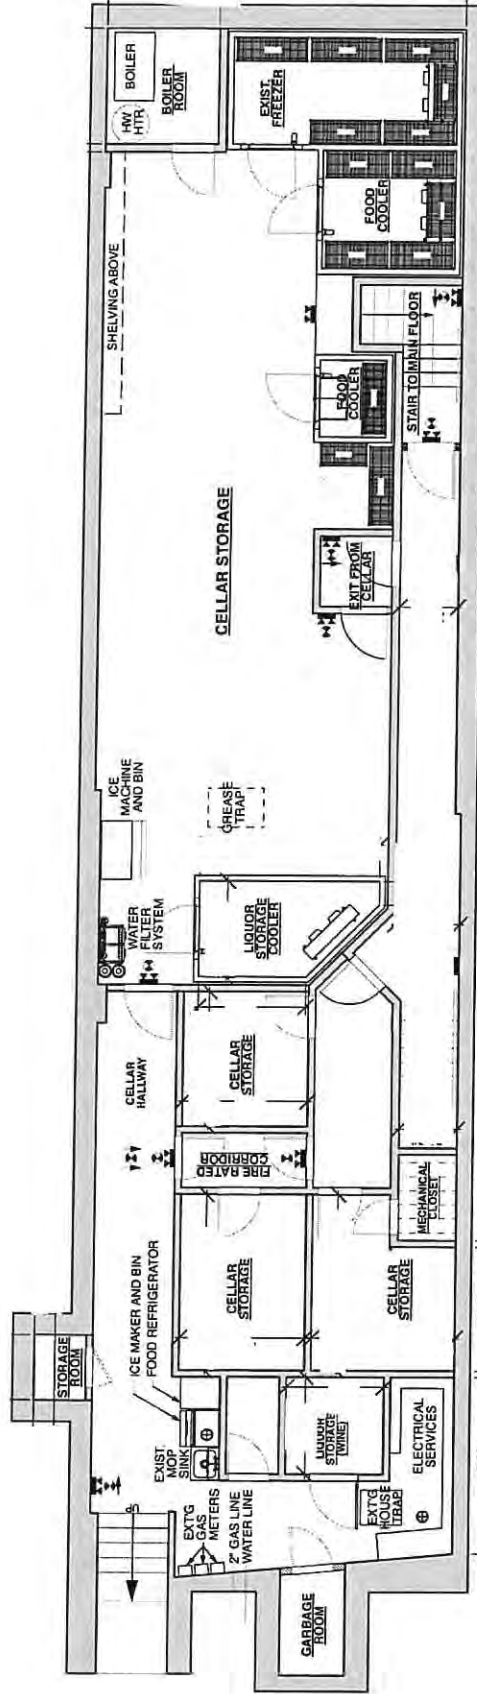 BOILER
HW
HTR
BOILER
ROOM
EXIST.
FREEZER
SHELVING ABOVE
FOOD
COOLER
STAIR TO MAIN FLOOR
FOOD
COOLER
CELLAR STORAGE
EXIT FROM
CELLAR
ICE
MACHINE
AND BIN
GREASE
TRAP
WATER
FILTER
SYSTEM
LIQUOR
STORAGE
COOLER
CELLAR
HALLWAY
CELLAR
STORAGE
FIRE RATED
CORRIDOR
MECHANICAL
CLOSET
CELLAR
STORAGE
CELLAR
STORAGE
ICE MAKER AND BIN
FOOD REFRIGERATOR
STORAGE
ROOM
EXIST.
MOP
SINK
LIQUOR
STORAGE
(WINE)
ELECTRICAL
SERVICES
EXT'G
GAS
METERS
2" GAS LINE
WATER LINE
EXT'G
HOUSE
TRAP
GARBAGE
ROOM